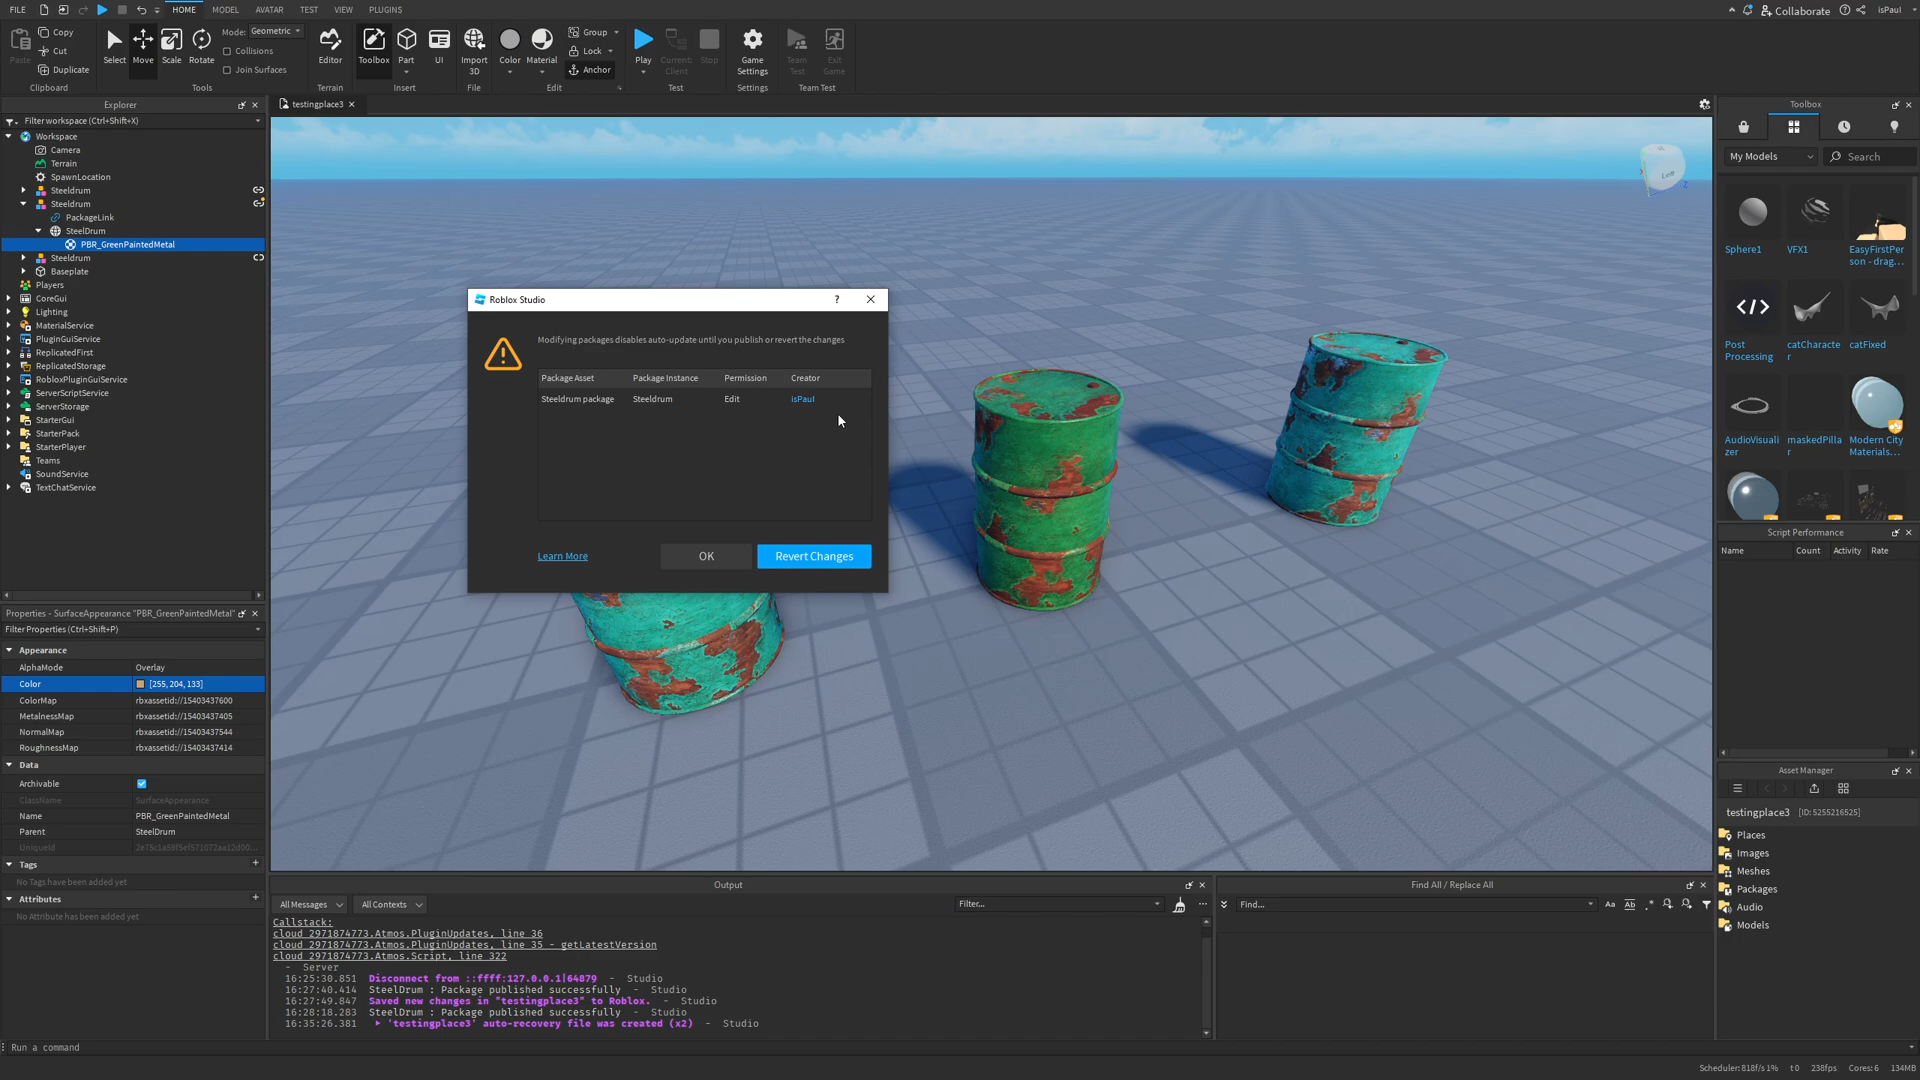 FILE
HOME MODEL AVATAR TEST VIEW PLUGINS
Collaborate isPaul
Paste Copy Cut Duplicate
Clipboard
Select Move Scale Rotate
Mode: Geometric
Collisions
Join Surfaces
Tools
Editor
Terrain
Toolbox Part UI
Insert
Import 3D
File
Color Material
Group
Lock
Anchor
Edit
Play Current: Client Stop
Test
Game Settings
Settings
Team Test Exit Game
Team Test
Explorer
Filter workspace (Ctrl+Shift+X)
Workspace
Camera
Terrain
SpawnLocation
Steeldrum
Steeldrum
PackageLink
SteelDrum
PBR_GreenPaintedMetal
Steeldrum
Baseplate
Players
CoreGui
Lighting
MaterialService
PluginGuiService
ReplicatedFirst
ReplicatedStorage
RobloxPluginGuiService
ServerScriptService
ServerStorage
StarterGui
StarterPack
StarterPlayer
Teams
SoundService
TextChatService
Properties - SurfaceAppearance "PBR_GreenPaintedMetal"
Filter Properties (Ctrl+Shift+P)
Appearance
AlphaMode Overlay
Color [255, 204, 133]
ColorMap rbxassetid://15403437600
MetalnessMap rbxassetid://15403437405
NormalMap rbxassetid://15403437544
RoughnessMap rbxassetid://15403437414
Data
Archivable
ClassName SurfaceAppearance
Name PBR_GreenPaintedMetal
Parent SteelDrum
UniqueId
Tags +
No Tags have been added yet
Attributes +
No Attribute has been added yet
testingplace3
Left
Z
Roblox Studio ?
Modifying packages disables auto-update until you publish or revert the changes
Package Asset Package Instance Permission Creator
Steeldrum package Steeldrum Edit isPaul
Learn More OK Revert Changes
Output
All Messages All Contexts Filter...
Callstack:
cloud_2971874773.Atmos.PluginUpdates, line 36
cloud_2971874773.Atmos.PluginUpdates, line 35 - getLatestVersion
cloud_2971874773.Atmos.Script, line 322
- Server
16:25:30.851 Disconnect from ::ffff:127.0.0.1|64879 - Studio
16:27:40.414 SteelDrum : Package published successfully - Studio
16:27:49.847 Saved new changes in "testingplace3" to Roblox. - Studio
16:28:18.283 SteelDrum : Package published successfully - Studio
16:35:26.381 'testingplace3' auto-recovery file was created (x2) - Studio
Find All / Replace All
Find... Aa Ab .*
Toolbox
My Models Search
Sphere1 VFX1 EasyFirstPerson - drag...
Post Processing catCharacter catFixed
AudioVisualizer maskedPillar Modern City Materials...
Script Performance
Name Count Activity Rate
Asset Manager
testingplace3 [ID: 5255216525]
Places
Images
Meshes
Packages
Audio
Models
Run a command
Scheduler: 818f/s 1% t0 238fps Cores: 6 134MB